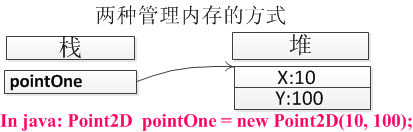 两种管理内存的方式
栈 堆
pointOne X:10
Y:100
In java: Point2D pointOne = new Point2D(10, 100);